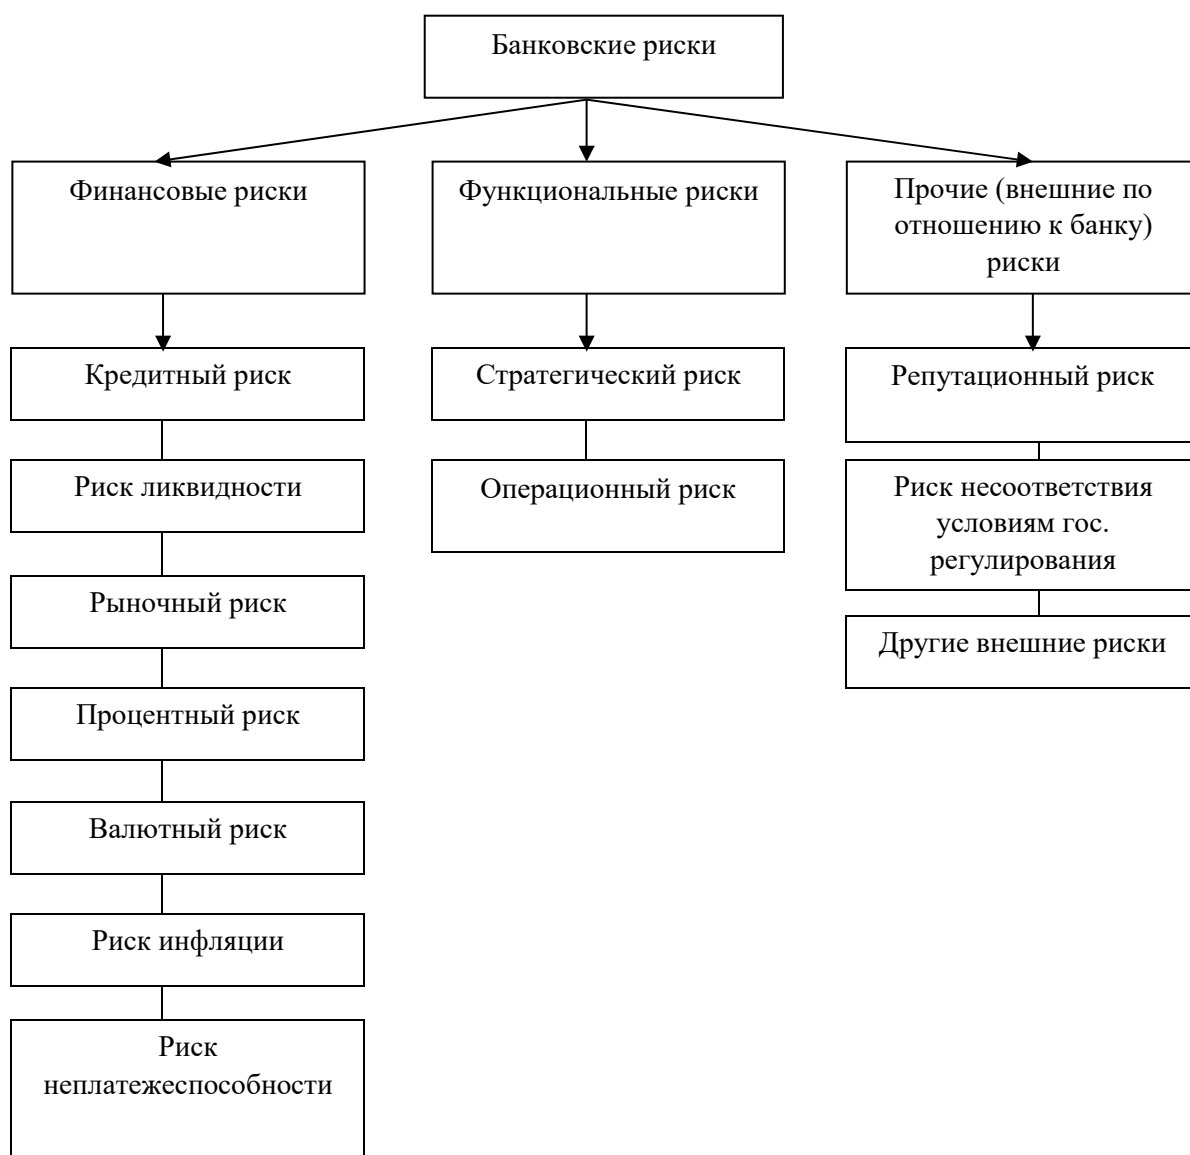 Банковские риски
Финансовые риски
Функциональные риски
Прочие (внешние по
отношению к банку)
риски
Кредитный риск
Стратегический риск
Репутационный риск
Риск ликвидности
Операционный риск
Риск несоответствия
условиям гос.
регулирования
Рыночный риск
Другие внешние риски
Процентный риск
Валютный риск
Риск инфляции
Риск
неплатежеспособности